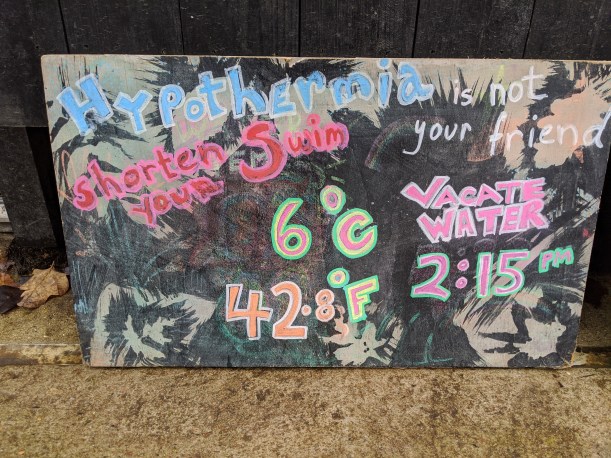 Hypothermia is not
your friend
Shorten Swim
your
6°C
42.8°F
VACATE
WATER
2:15 pm